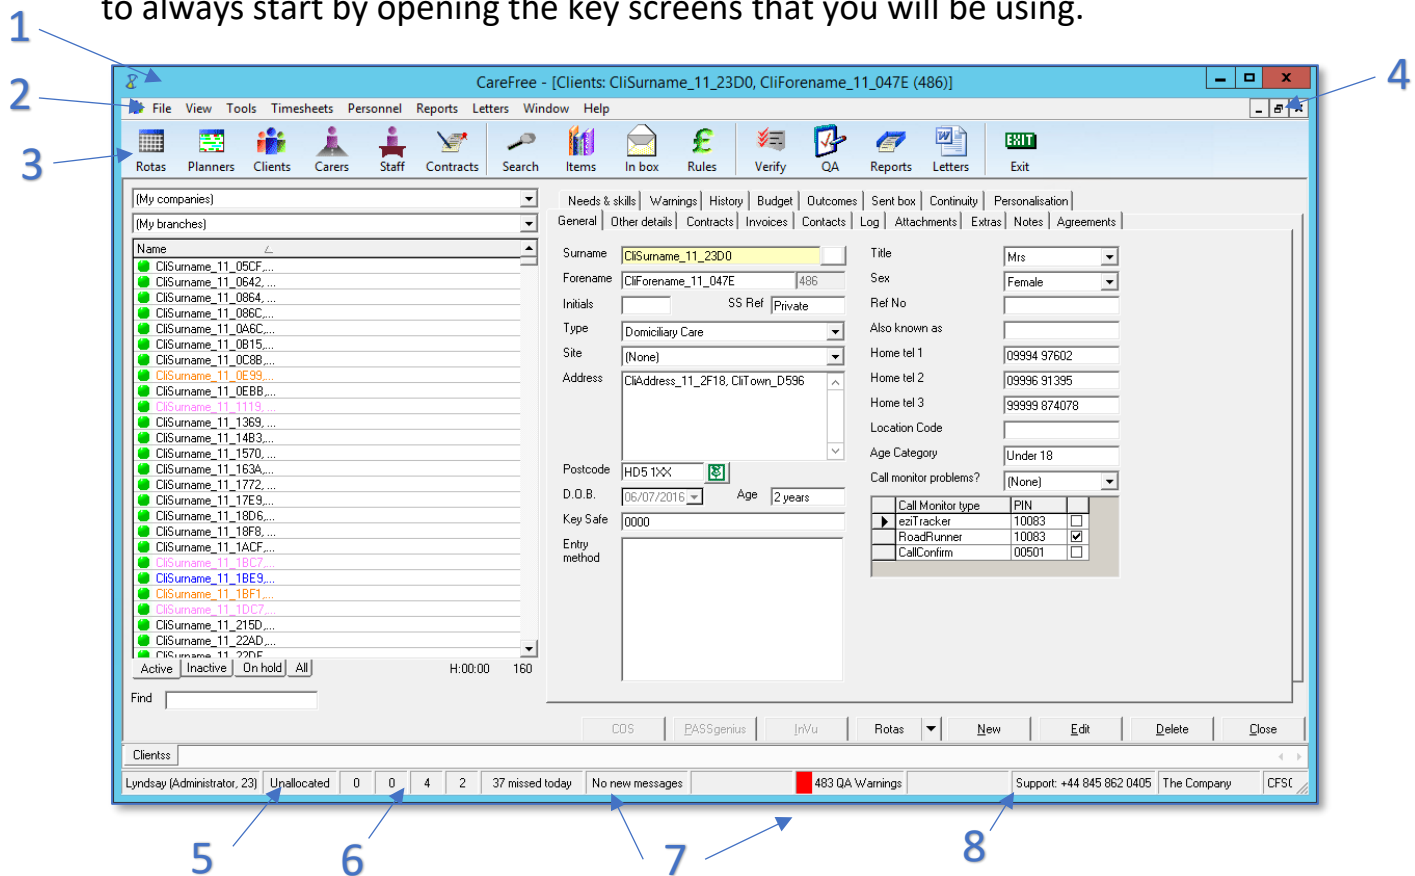 to always start by opening the key screens that you will be using.
1
2
3
4
CareFree - [Clients: CliSurname_11_23D0, CliForename_11_047E (486)]
File View Tools Timesheets Personnel Reports Letters Window Help
Rotas Planners Clients Carers Staff Contracts Search Items In box Rules Verify QA Reports Letters Exit
EXIT
(My companies)
(My branches)
Name
CliSurname_11_05CF,...
CliSurname_11_0642, ...
CliSurname_11_0864, ...
CliSurname_11_086C,...
CliSurname_11_0A6C,...
CliSurname_11_0B15,...
CliSurname_11_0C8B,...
CliSurname_11_0E99,...
CliSurname_11_0EBB,...
CliSurname_11_1119, ...
CliSurname_11_1369, ...
CliSurname_11_14B3,...
CliSurname_11_1570, ...
CliSurname_11_163A,...
CliSurname_11_1772, ...
CliSurname_11_17E9,...
CliSurname_11_18D6,...
CliSurname_11_18F8, ...
CliSurname_11_1ACF,...
CliSurname_11_1BC7,...
CliSurname_11_1BE9,...
CliSurname_11_1BF1,...
CliSurname_11_1DC7,...
CliSurname_11_215D,...
CliSurname_11_22AD,...
CliSurname_11_22DF
Active Inactive On hold All H:00:00 160
Find
Needs & skills Warnings History Budget Outcomes Sent box Continuity Personalisation
General Other details Contracts Invoices Contacts Log Attachments Extras Notes Agreements
Surname CliSurname_11_23D0
Forename CliForename_11_047E 486
Initials SS Ref Private
Type Domiciliary Care
Site (None)
Address CliAddress_11_2F18, CliTown_D596
Postcode HD5 1XX
D.O.B. 06/07/2016 Age 2 years
Key Safe 0000
Entry
method
Title Mrs
Sex Female
Ref No
Also known as
Home tel 1 09994 97602
Home tel 2 09996 91395
Home tel 3 99999 874078
Location Code
Age Category Under 18
Call monitor problems? (None)
Call Monitor type PIN
eziTracker 10083
RoadRunner 10083
CallConfirm 00501
COS PASSgenius InVu Rotas New Edit Delete Close
Clientss
Lyndsay (Administrator, 23) Unallocated 0 0 4 2 37 missed today No new messages 483 QA Warnings Support: +44 845 862 0405 The Company CFSC
5
6
7
8